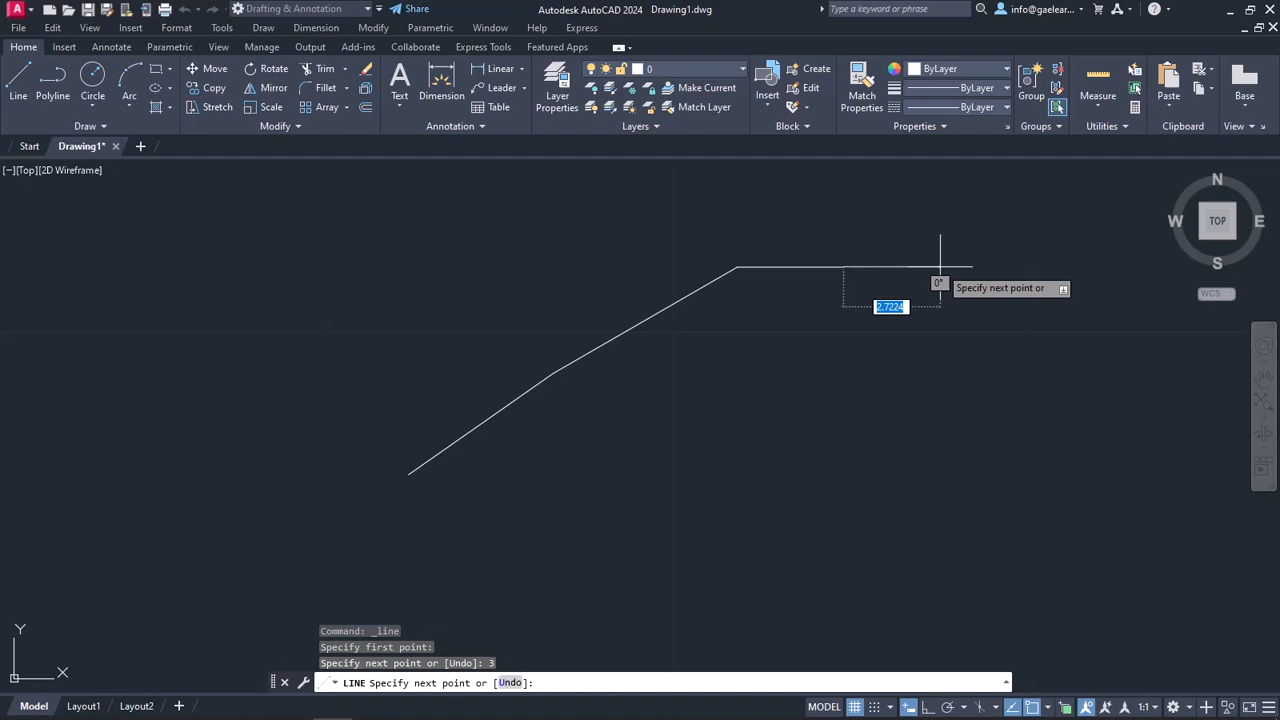 Drafting & Annotation
Share
Autodesk AutoCAD 2024 Drawing1.dwg
Type a keyword or phrase
info@gaelear...
File Edit View Insert Format Tools Draw Dimension Modify Parametric Window Help Express
Home Insert Annotate Parametric View Manage Output Add-ins Collaborate Express Tools Featured Apps
Line Polyline Circle Arc
Move Rotate Trim
Copy Mirror Fillet
Stretch Scale Array
Text Dimension
Linear
Leader
Table
Layer Properties
0
Make Current
Match Layer
Insert
Create
Edit
Match Properties
ByLayer
ByLayer
ByLayer
Group
Measure
Paste
Base
Draw Modify Annotation Layers Block Properties Groups Utilities Clipboard View
Start Drawing1*
[−][Top][2D Wireframe]
N
W TOP E
S
WCS
0° Specify next point or
2.7224
Y
X
Command: _line
Specify first point:
Specify next point or [Undo]: 3
LINE Specify next point or [Undo]:
Model Layout1 Layout2
MODEL 1:1